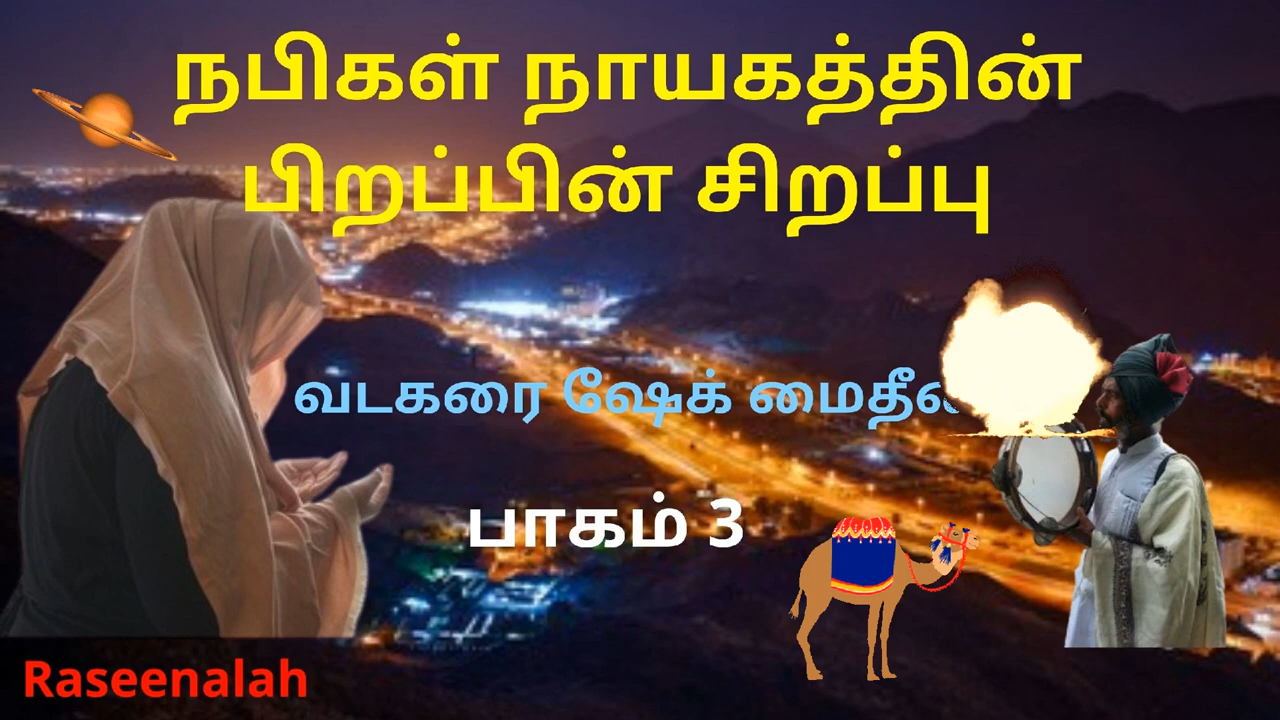 நபிகள் நாயகத்தின்
பிறப்பின் சிறப்பு
வடகரை ஷேக்
பாகம் 3
Raseenalah